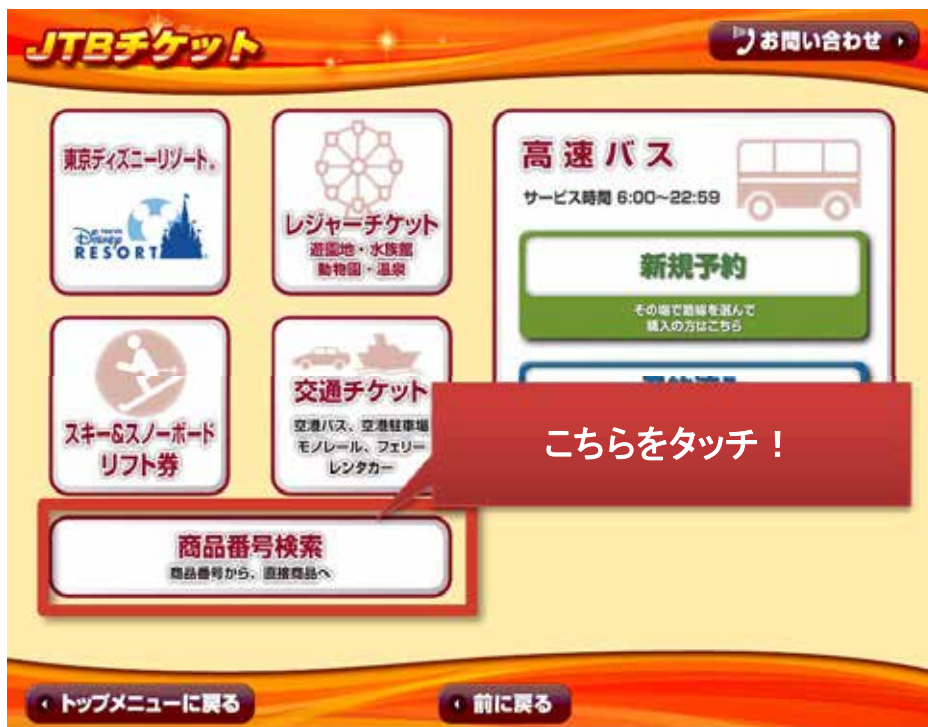 JTBチケット
お問い合わせ
東京ディズニーリゾート®
TOKYO
Disney
RESORT
レジャーチケット
遊園地・水族館
動物園・温泉
高速バス
サービス時間 6:00~22:59
新規予約
その場で路線を選んで
購入の方はこちら
スキー&スノーボード
リフト券
交通チケット
空港バス、空港駐車場
モノレール、フェリー
レンタカー
こちらをタッチ！
商品番号検索
商品番号から、直接商品へ
トップメニューに戻る
前に戻る